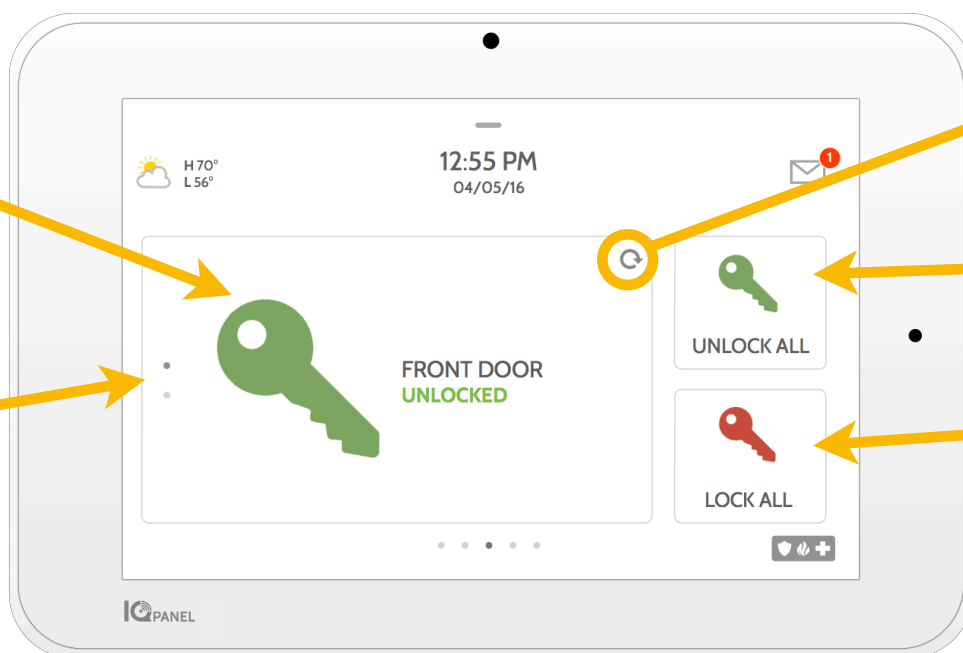 12:55 PM
04/05/16
H 70°
L 56°
1
FRONT DOOR
UNLOCKED
UNLOCK ALL
LOCK ALL
IQ PANEL